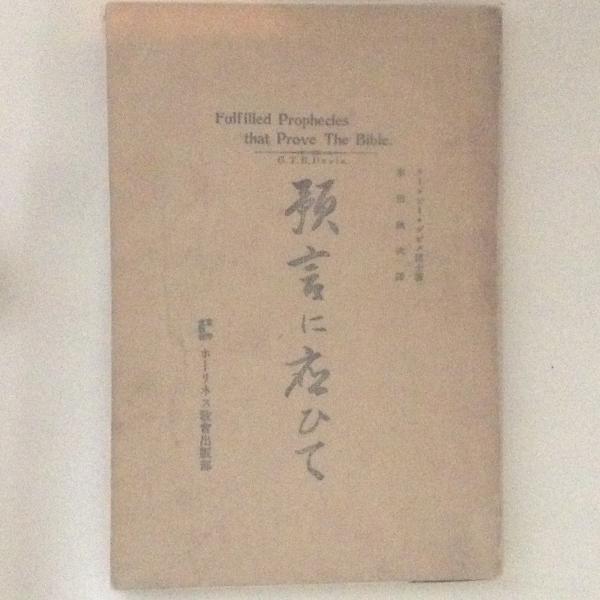 Fulfilled Prophecies
that Prove The Bible.
G. T. B. Davis.
預言に応ひて
ホーリネス教會出版部